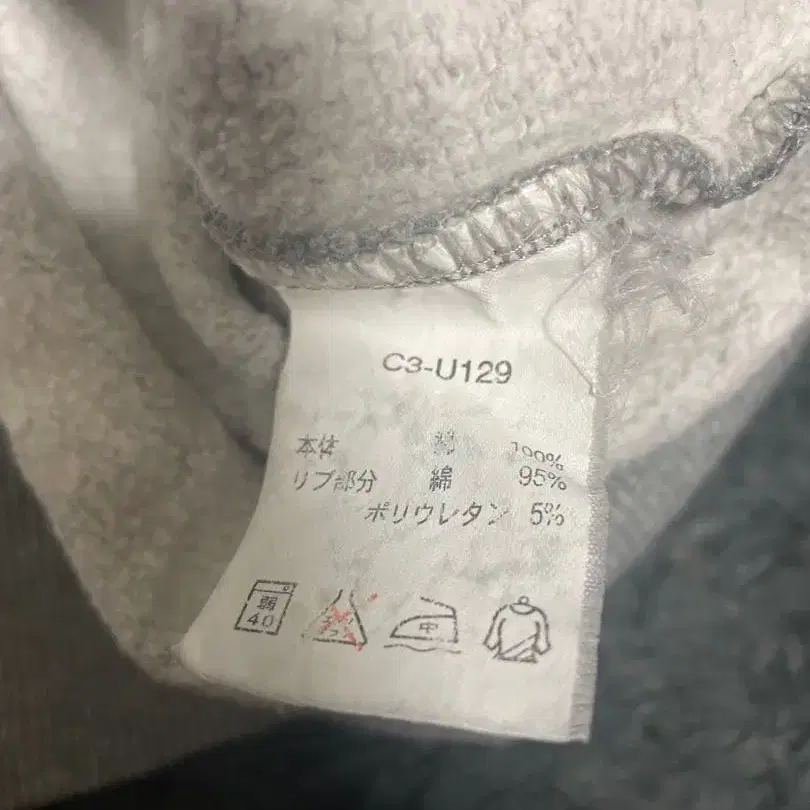 C3-U129
本体 綿 100%
リブ部分 綿 95%
ポリウレタン 5%
弱
40
中